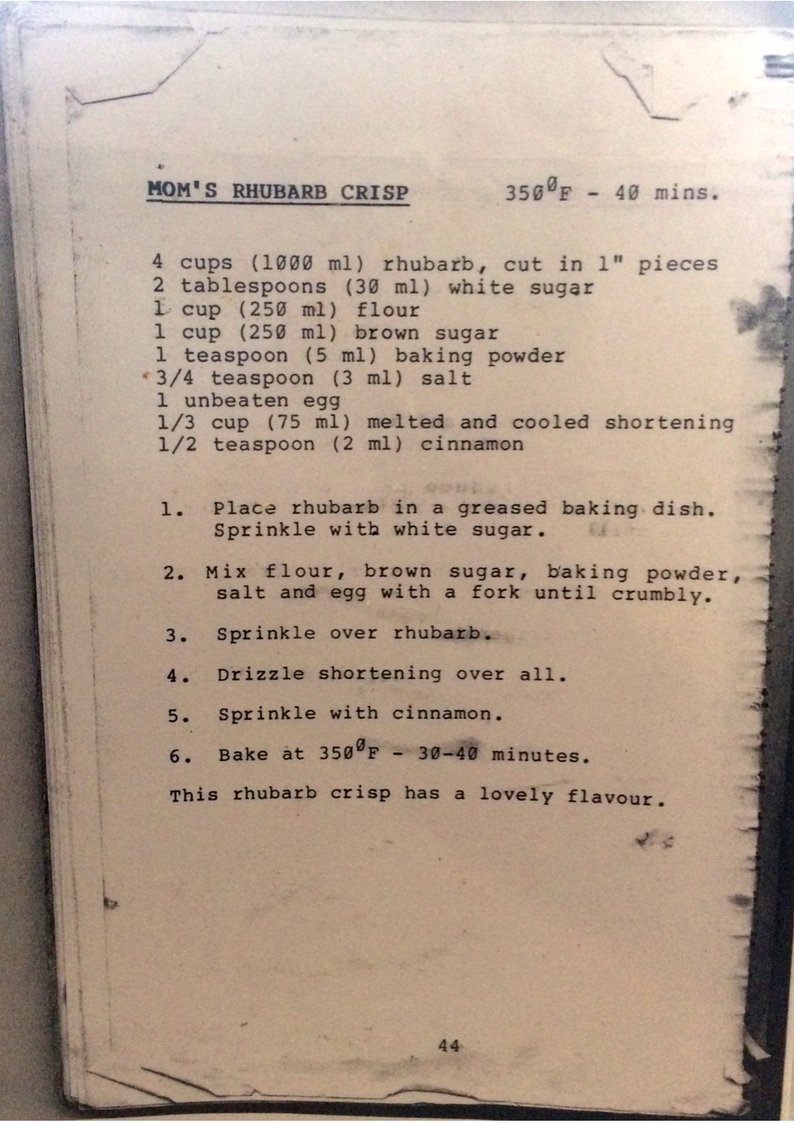 MOM'S RHUBARB CRISP 350⁰F - 40 mins.
4 cups (1000 ml) rhubarb, cut in 1" pieces
2 tablespoons (30 ml) white sugar
1 cup (250 ml) flour
1 cup (250 ml) brown sugar
1 teaspoon (5 ml) baking powder
3/4 teaspoon (3 ml) salt
1 unbeaten egg
1/3 cup (75 ml) melted and cooled shortening
1/2 teaspoon (2 ml) cinnamon
1. Place rhubarb in a greased baking dish.
Sprinkle with white sugar.
2. Mix flour, brown sugar, baking powder,
salt and egg with a fork until crumbly.
3. Sprinkle over rhubarb.
4. Drizzle shortening over all.
5. Sprinkle with cinnamon.
6. Bake at 350⁰F - 30-40 minutes.
This rhubarb crisp has a lovely flavour.
44